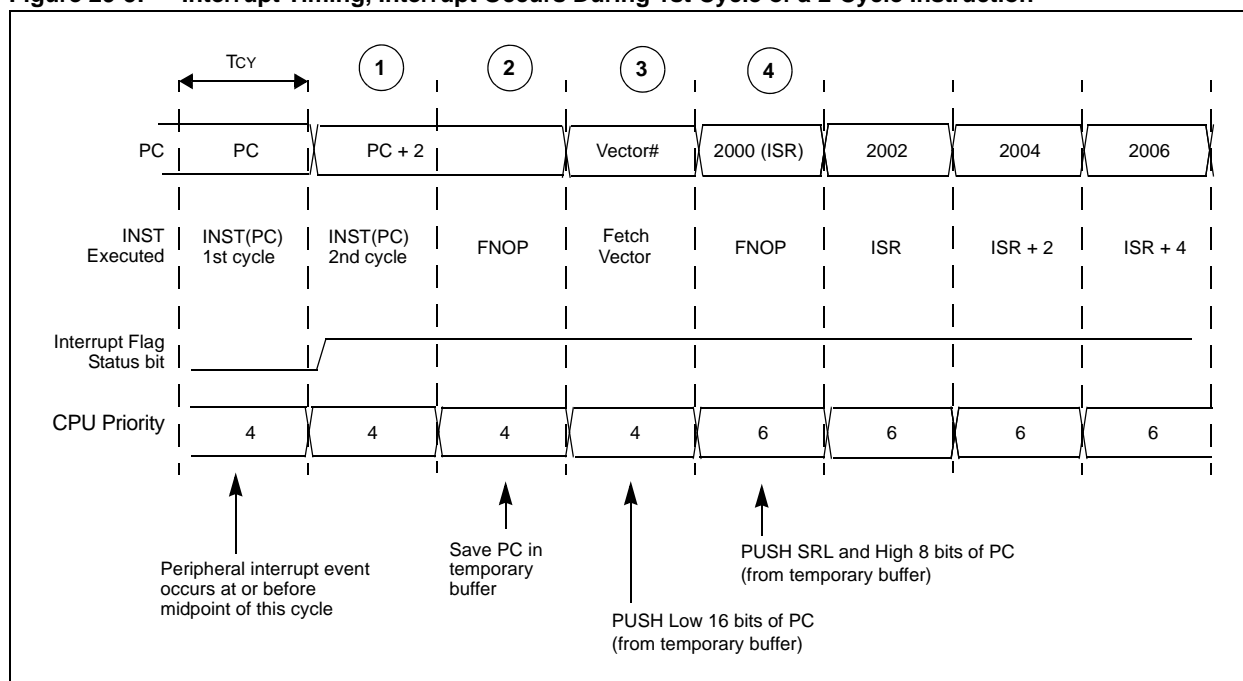 Interrupt Timing, Interrupt Occurs During 1st Cycle of a 2-Cycle Instruction
TCY
1
2
3
4
PC
PC
PC + 2
Vector#
2000 (ISR)
2002
2004
2006
INST
Executed
INST(PC)
1st cycle
INST(PC)
2nd cycle
FNOP
Fetch
Vector
FNOP
ISR
ISR + 2
ISR + 4
Interrupt Flag
Status bit
CPU Priority
4
4
4
4
6
6
6
6
Peripheral interrupt event
occurs at or before
midpoint of this cycle
Save PC in
temporary
buffer
PUSH Low 16 bits of PC
(from temporary buffer)
PUSH SRL and High 8 bits of PC
(from temporary buffer)